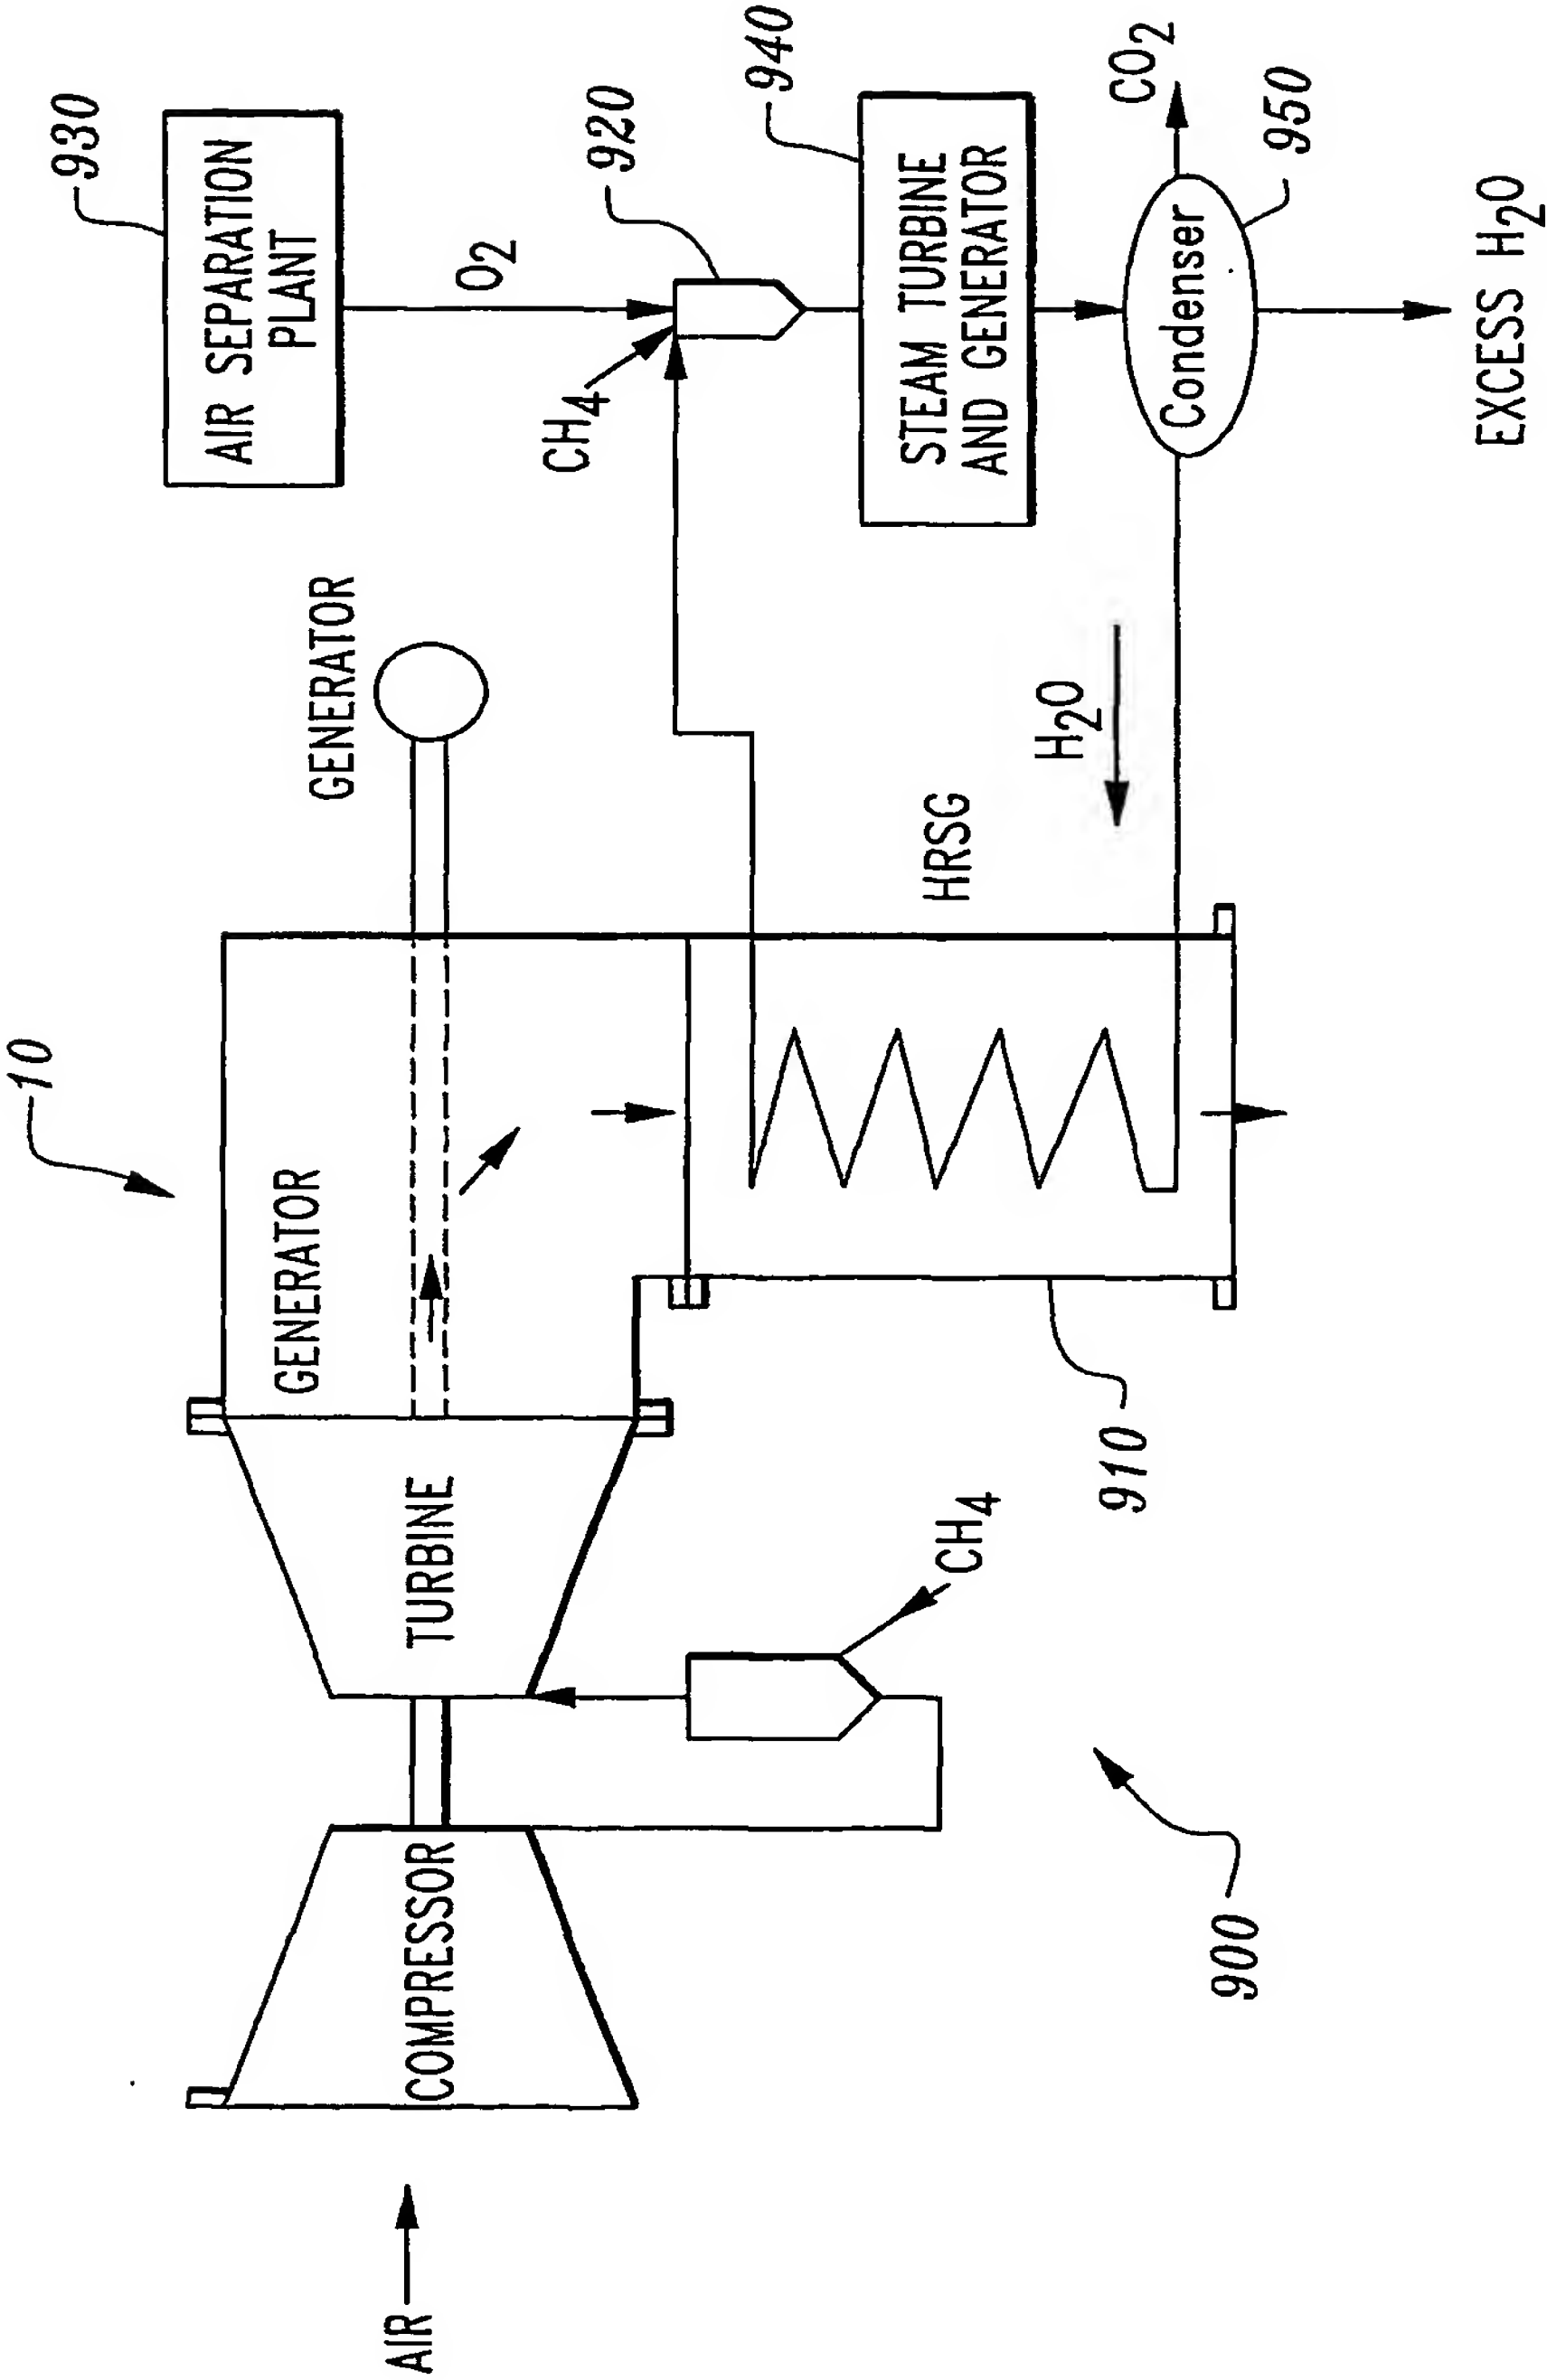 10
GENERATOR
AIR SEPARATION
PLANT
930
AIR
COMPRESSOR
TURBINE
GENERATOR
O2
CH4
920
CH4
HRSG
STEAM TURBINE
AND GENERATOR
940
H2O
Condenser
CO2
950
910
900
EXCESS H2O